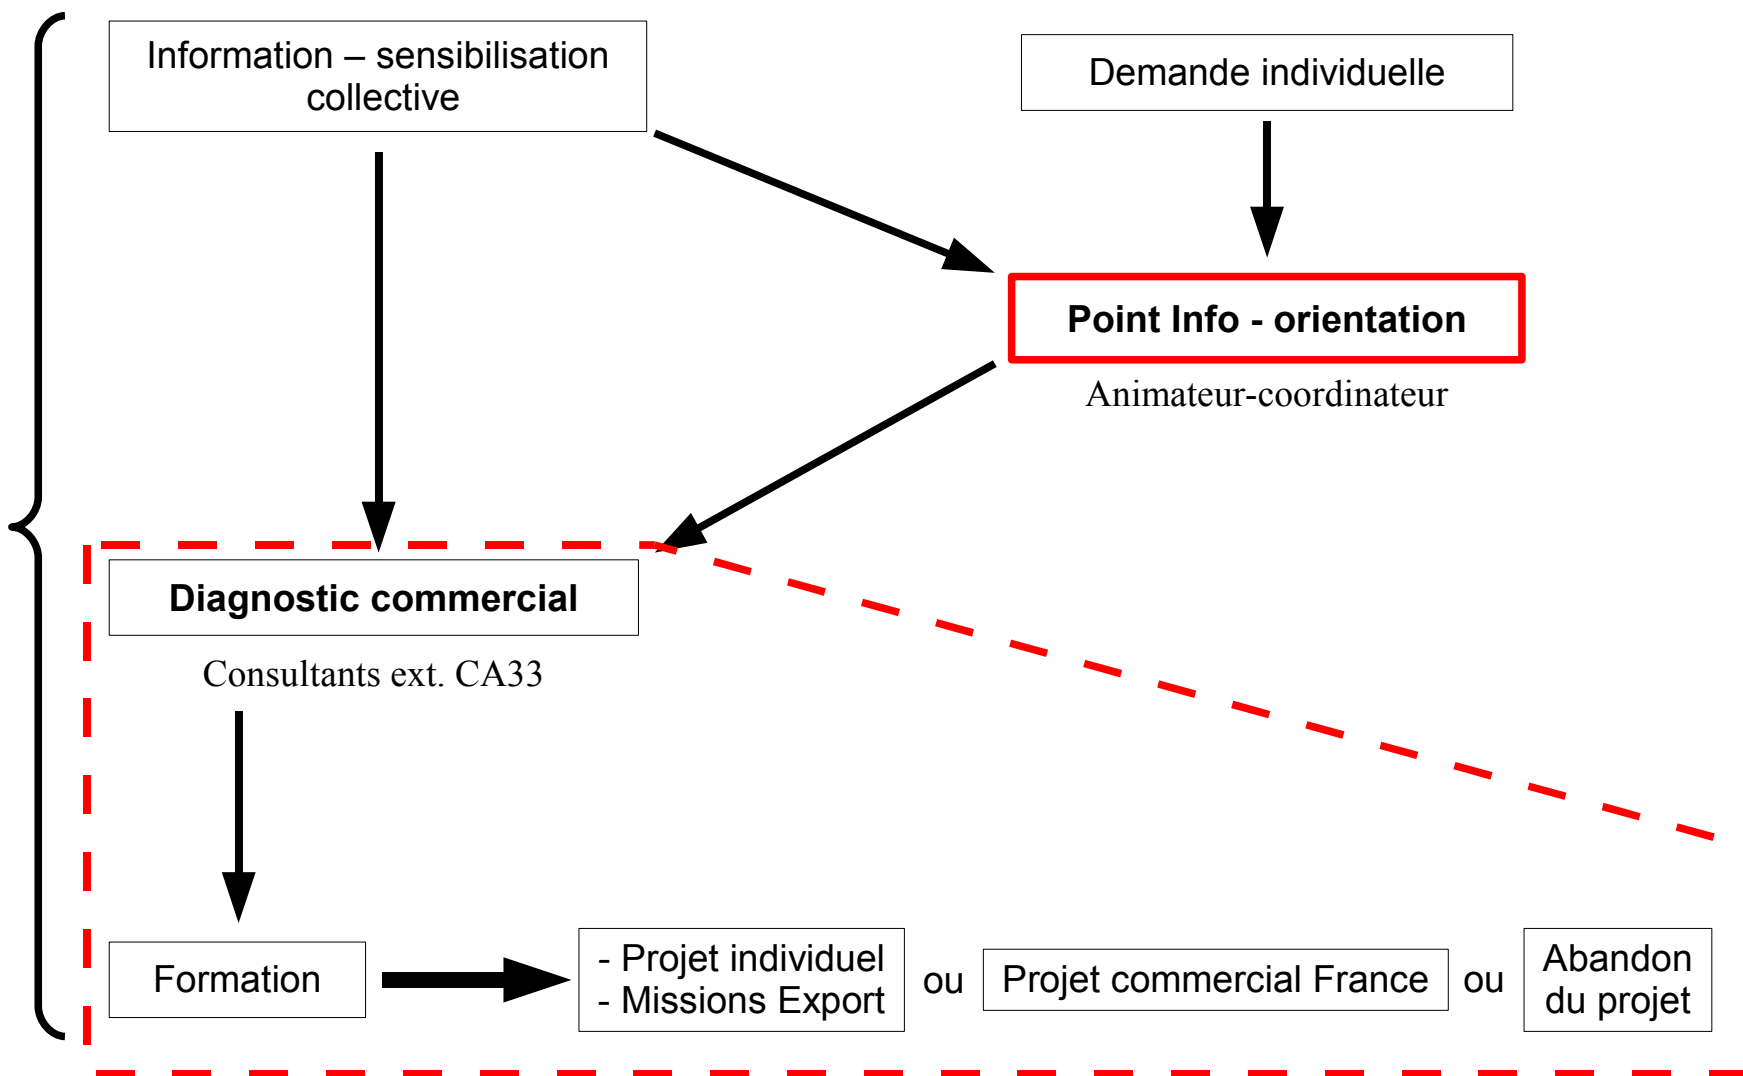 Information – sensibilisation
collective
Demande individuelle
Point Info - orientation
Animateur-coordinateur
Diagnostic commercial
Consultants ext. CA33
Formation
- Projet individuel
- Missions Export
ou
Projet commercial France
ou
Abandon
du projet